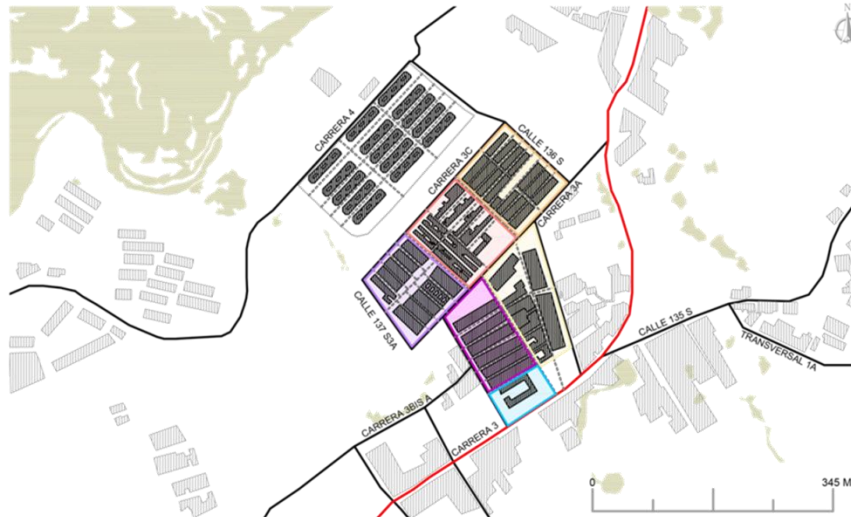 N
CARRERA 4
CARRERA 3C
CALLE 136 S
CARRERA 3A
CALLE 137 S3A
CALLE 135 S
TRANSVERSAL 1A
CARRERA 3BIS A
CARRERA 3
0
345 M